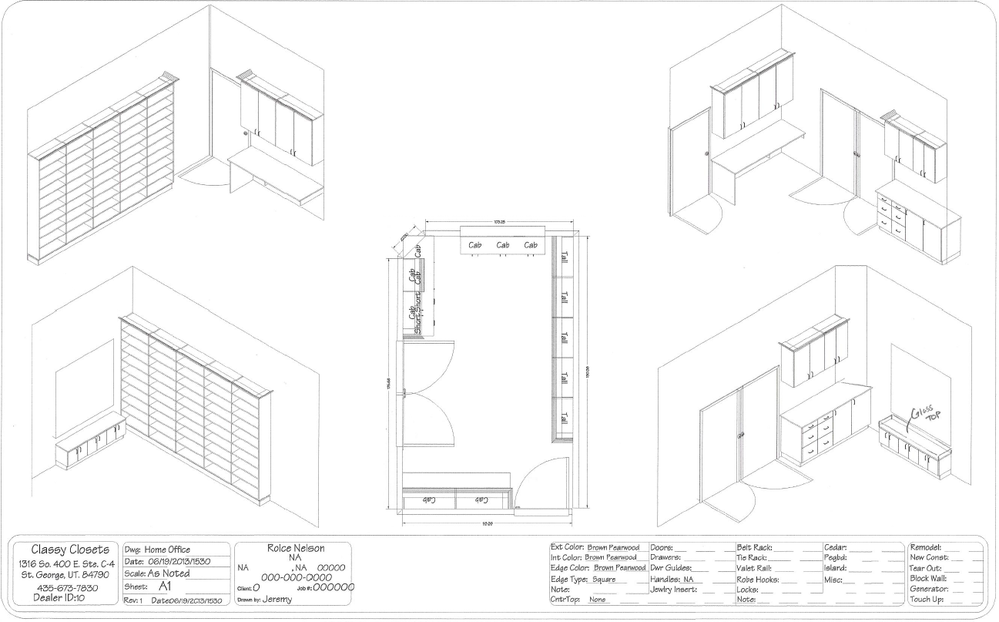 103.25
Cab Cab Cab
Cab
Cab
Cab
Cab
Short
Short
Tall
Tall
Tall
Tall
Tall
Cab Cab
Glass
TOP
Classy Closets
1316 So. 400 E. Ste. C-4
St. George, UT. 84790
435-673-7830
Dealer ID:10
Dwg: Home Office
Date: 06/19/2013/1530
Scale: As Noted
Sheet: A1
Rev: 1 Date06/19/2013/1530
Rolce Nelson
NA
NA , NA 00000
000-000-0000
Client: 0 Job #: 000000
Drawn by: Jeremy
Ext Color: Brown Pearwood
Int Color: Brown Pearwood
Edge Color: Brown Pearwood
Edge Type: Square
Note:
CntrTop: None
Doors:
Drawers:
Dwr Guides:
Handles: NA
Jewlry Insert:
Belt Rack:
Tie Rack:
Valet Rail:
Robe Hooks:
Locks:
Note:
Cedar:
Pegbd:
Island:
Misc:
Remodel:
New Const:
Tear Out:
Block Wall:
Generator:
Touch Up: